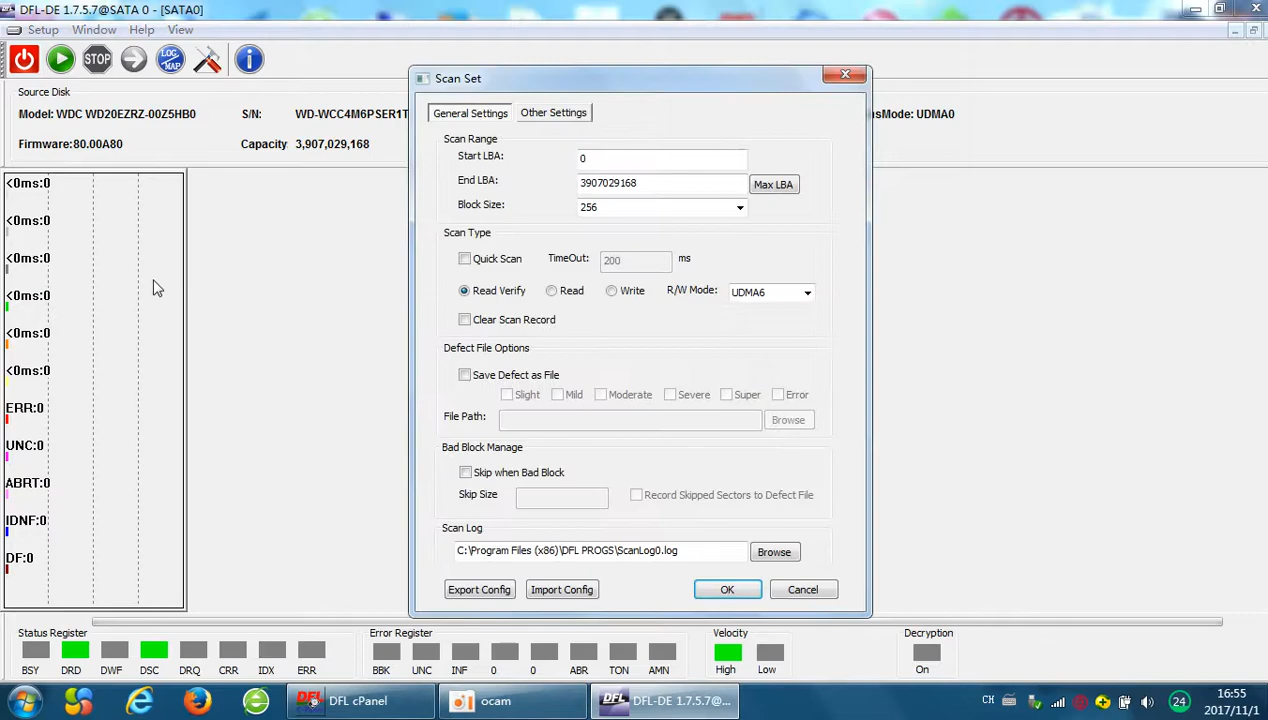 DFL-DE 1.7.5.7@SATA 0 - [SATA0]
Setup Window Help View
STOP LOG MAP
Source Disk
Model: WDC WD20EZRZ-00Z5HB0 S/N: WD-WCC4M6PSER1T nsMode: UDMA0
Firmware:80.00A80 Capacity: 3,907,029,168
<0ms:0
<0ms:0
<0ms:0
<0ms:0
<0ms:0
<0ms:0
ERR:0
UNC:0
ABRT:0
IDNF:0
DF:0
Scan Set
General Settings Other Settings
Scan Range
Start LBA: 0
End LBA: 3907029168 Max LBA
Block Size: 256
Scan Type
Quick Scan TimeOut: 200 ms
Read Verify Read Write R/W Mode: UDMA6
Clear Scan Record
Defect File Options
Save Defect as File
Slight Mild Moderate Severe Super Error
File Path: Browse
Bad Block Manage
Skip when Bad Block
Skip Size Record Skipped Sectors to Defect File
Scan Log
C:\Program Files (x86)\DFL PROGS\ScanLog0.log Browse
Export Config Import Config OK Cancel
Status Register Error Register Velocity Decryption
BSY DRD DWF DSC DRQ CRR IDX ERR BBK UNC INF 0 0 ABR TON AMN High Low On
DFL DFL cPanel ocam DFL DFL-DE 1.7.5.7@... CH 24 16:55
2017/11/1